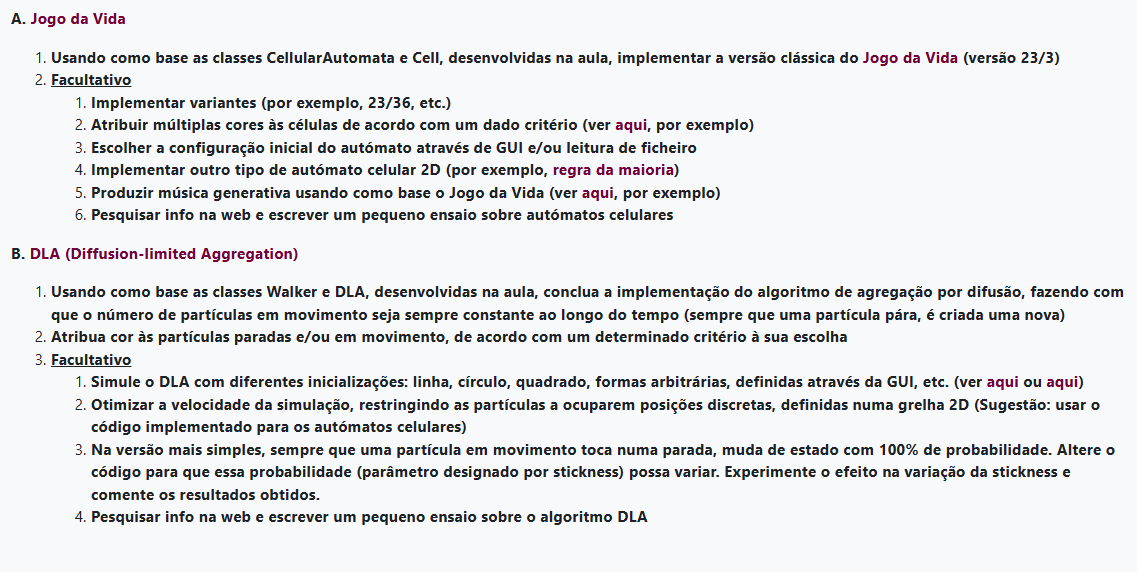 A. Jogo da Vida
1. Usando como base as classes CellularAutomata e Cell, desenvolvidas na aula, implementar a versão clássica do Jogo da Vida (versão 23/3)
2. Facultativo
1. Implementar variantes (por exemplo, 23/36, etc.)
2. Atribuir múltiplas cores às células de acordo com um dado critério (ver aqui, por exemplo)
3. Escolher a configuração inicial do autómato através de GUI e/ou leitura de ficheiro
4. Implementar outro tipo de autómato celular 2D (por exemplo, regra da maioria)
5. Produzir música generativa usando como base o Jogo da Vida (ver aqui, por exemplo)
6. Pesquisar info na web e escrever um pequeno ensaio sobre autómatos celulares
B. DLA (Diffusion-limited Aggregation)
1. Usando como base as classes Walker e DLA, desenvolvidas na aula, conclua a implementação do algoritmo de agregação por difusão, fazendo com
que o número de partículas em movimento seja sempre constante ao longo do tempo (sempre que uma partícula pára, é criada uma nova)
2. Atribua cor às partículas paradas e/ou em movimento, de acordo com um determinado critério à sua escolha
3. Facultativo
1. Simule o DLA com diferentes inicializações: linha, círculo, quadrado, formas arbitrárias, definidas através da GUI, etc. (ver aqui ou aqui)
2. Otimizar a velocidade da simulação, restringindo as partículas a ocuparem posições discretas, definidas numa grelha 2D (Sugestão: usar o
código implementado para os autómatos celulares)
3. Na versão mais simples, sempre que uma partícula em movimento toca numa parada, muda de estado com 100% de probabilidade. Altere o
código para que essa probabilidade (parâmetro designado por stickness) possa variar. Experimente o efeito na variação da stickness e
comente os resultados obtidos.
4. Pesquisar info na web e escrever um pequeno ensaio sobre o algoritmo DLA